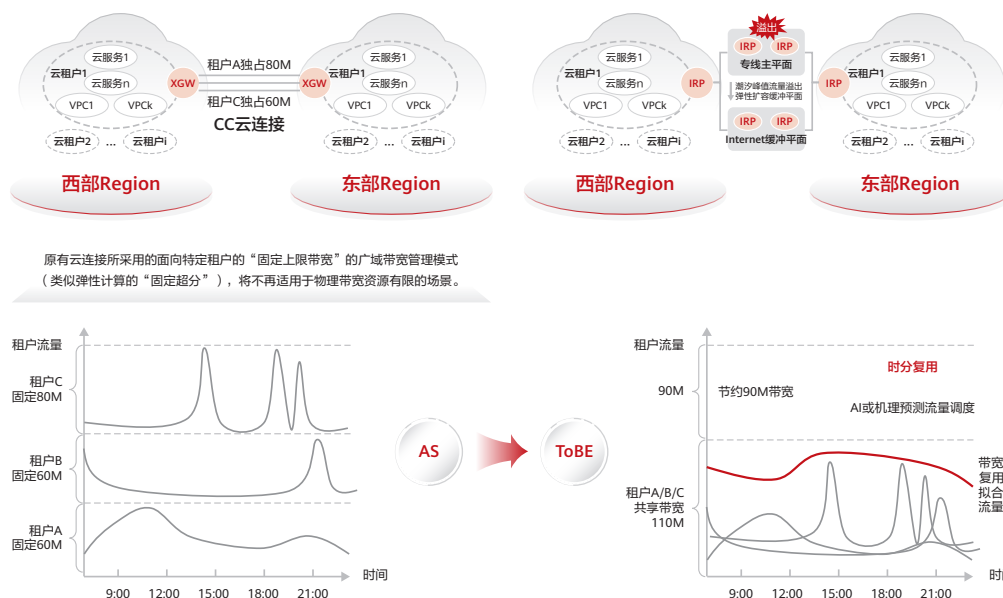 云服务1
云租户1
云服务n
VPC1
VPCk
云租户2
...
云租户i
西部Region
XGW
租户A独占80M
租户C独占60M
CC云连接
XGW
云服务1
云租户1
云服务n
VPC1
VPCk
云租户2
...
云租户i
东部Region
云服务1
云租户1
云服务n
VPC1
VPCk
云租户2
...
云租户i
西部Region
IRP
溢出
IRP
IRP
专线主平面
潮汐峰值流量溢出
弹性扩容缓冲平面
IRP
IRP
Internet缓冲平面
IRP
云服务1
云租户1
云服务n
VPC1
VPCk
云租户2
...
云租户i
东部Region
原有云连接所采用的面向特定租户的“固定上限带宽”的广域带宽管理模式
（类似弹性计算的“固定超分”），将不再适用于物理带宽资源有限的场景。
租户流量
租户C
固定80M
租户B
固定60M
租户A
固定60M
时间
9:00
12:00
15:00
18:00
21:00
AS
ToBE
租户流量
90M
节约90M带宽
时分复用
AI或机理预测流量调度
租户A/B/C
共享带宽
110M
带宽
复用
拟合
流量
时间
9:00
12:00
15:00
18:00
21:00